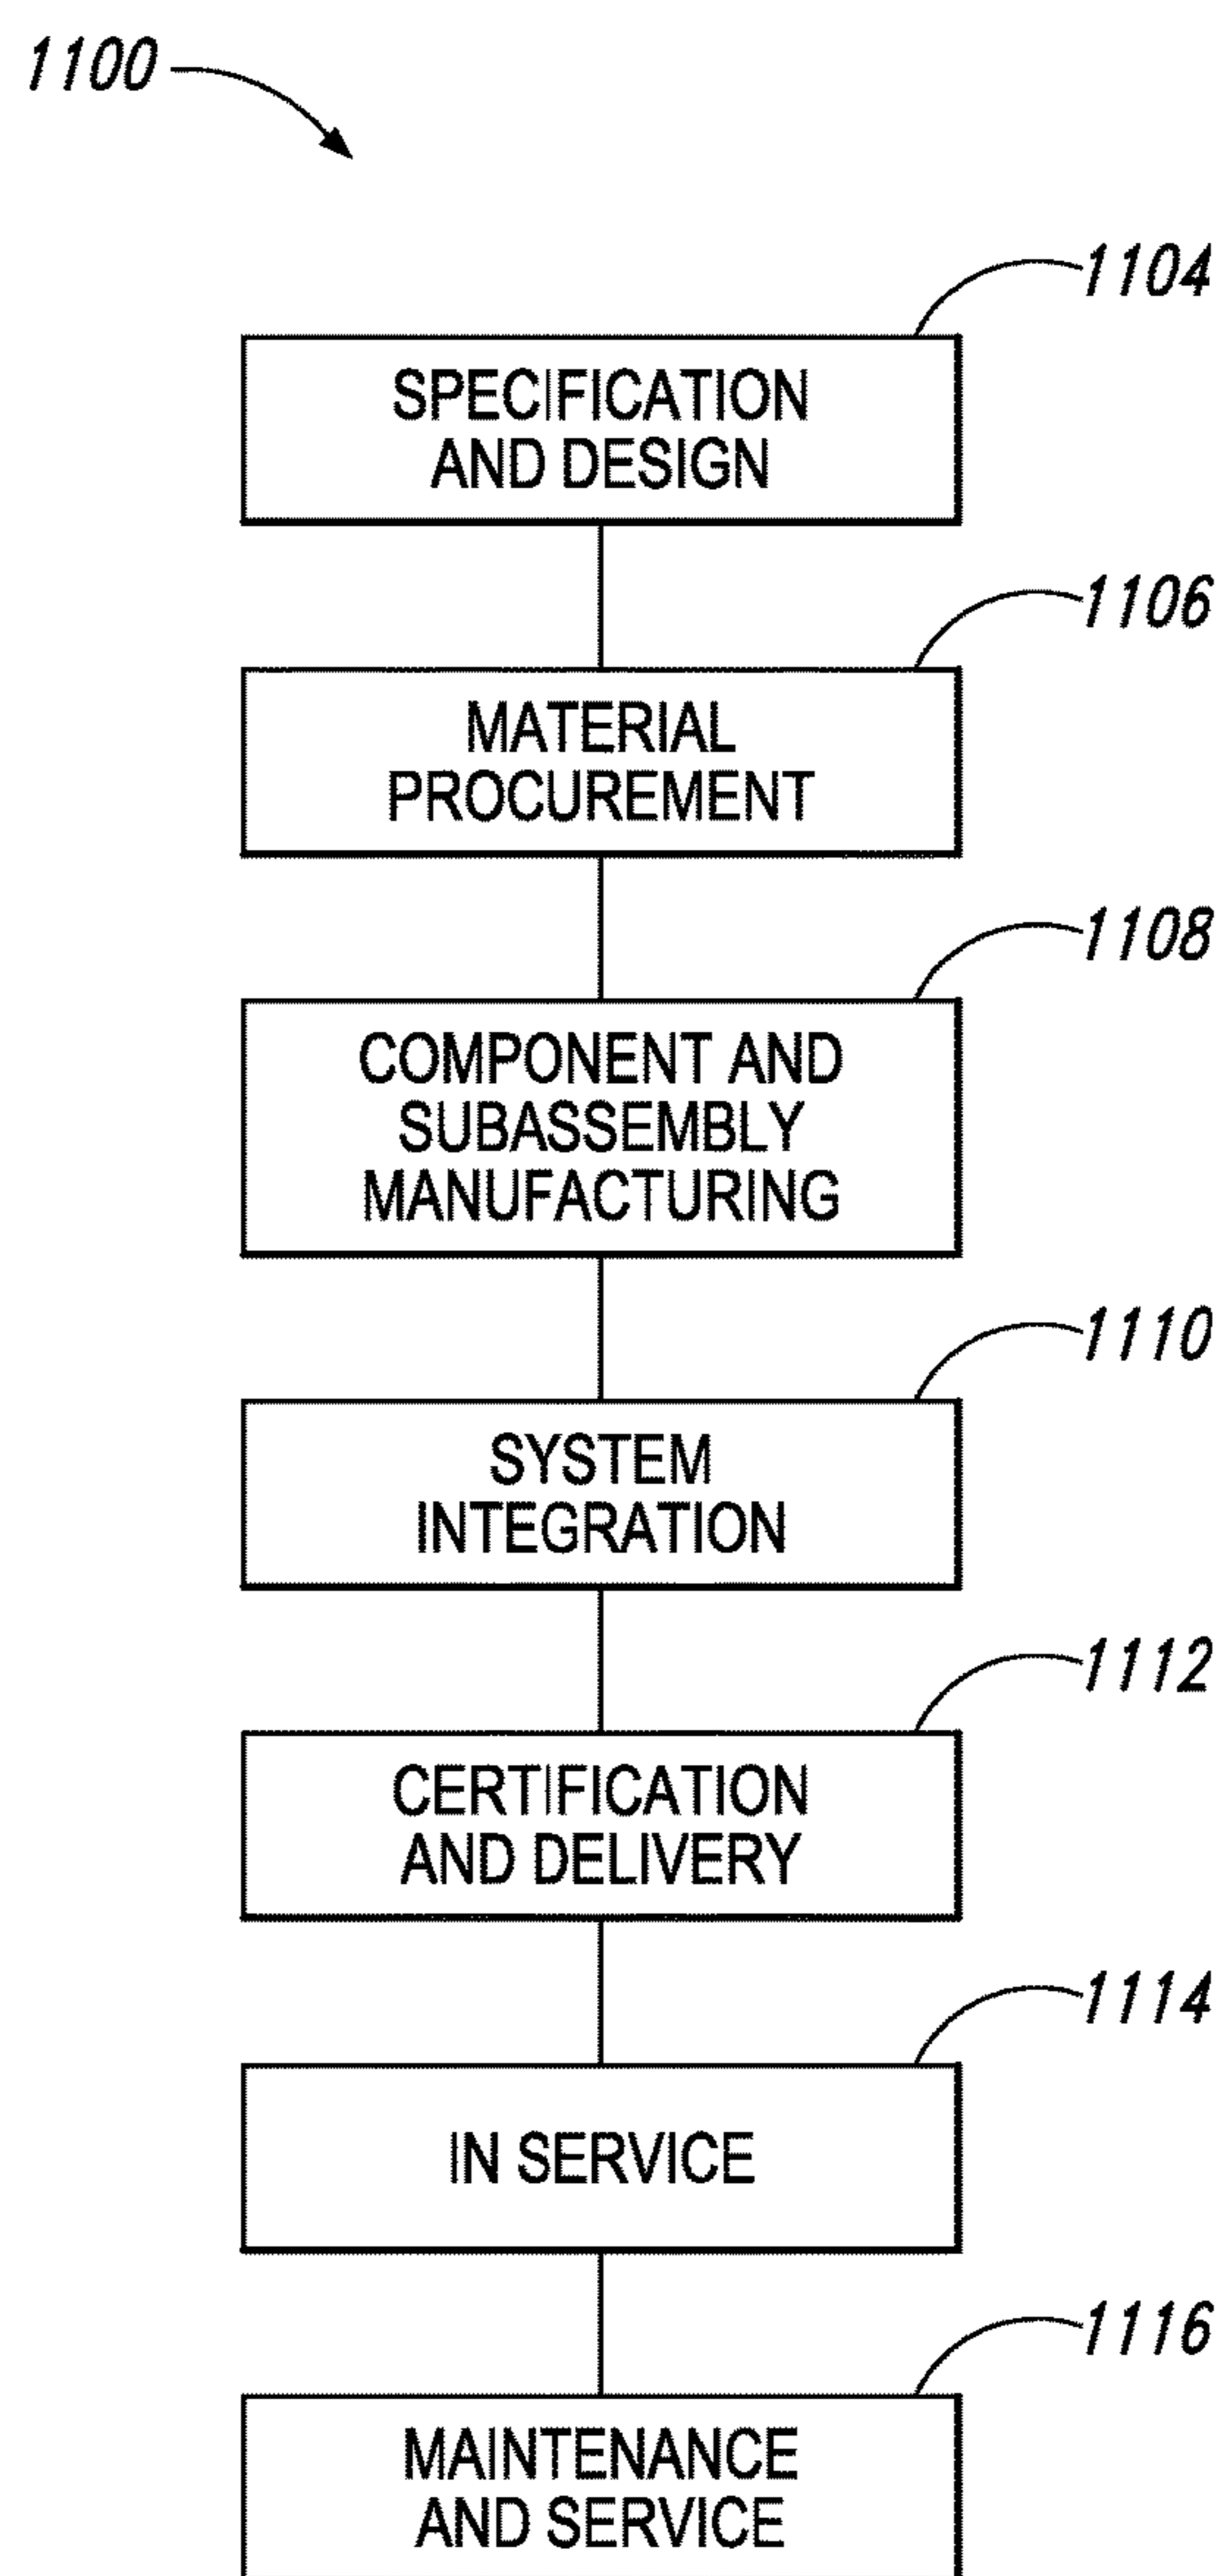 1100
1104
SPECIFICATION
AND DESIGN
1106
MATERIAL
PROCUREMENT
1108
COMPONENT AND
SUBASSEMBLY
MANUFACTURING
1110
SYSTEM
INTEGRATION
1112
CERTIFICATION
AND DELIVERY
1114
IN SERVICE
1116
MAINTENANCE
AND SERVICE